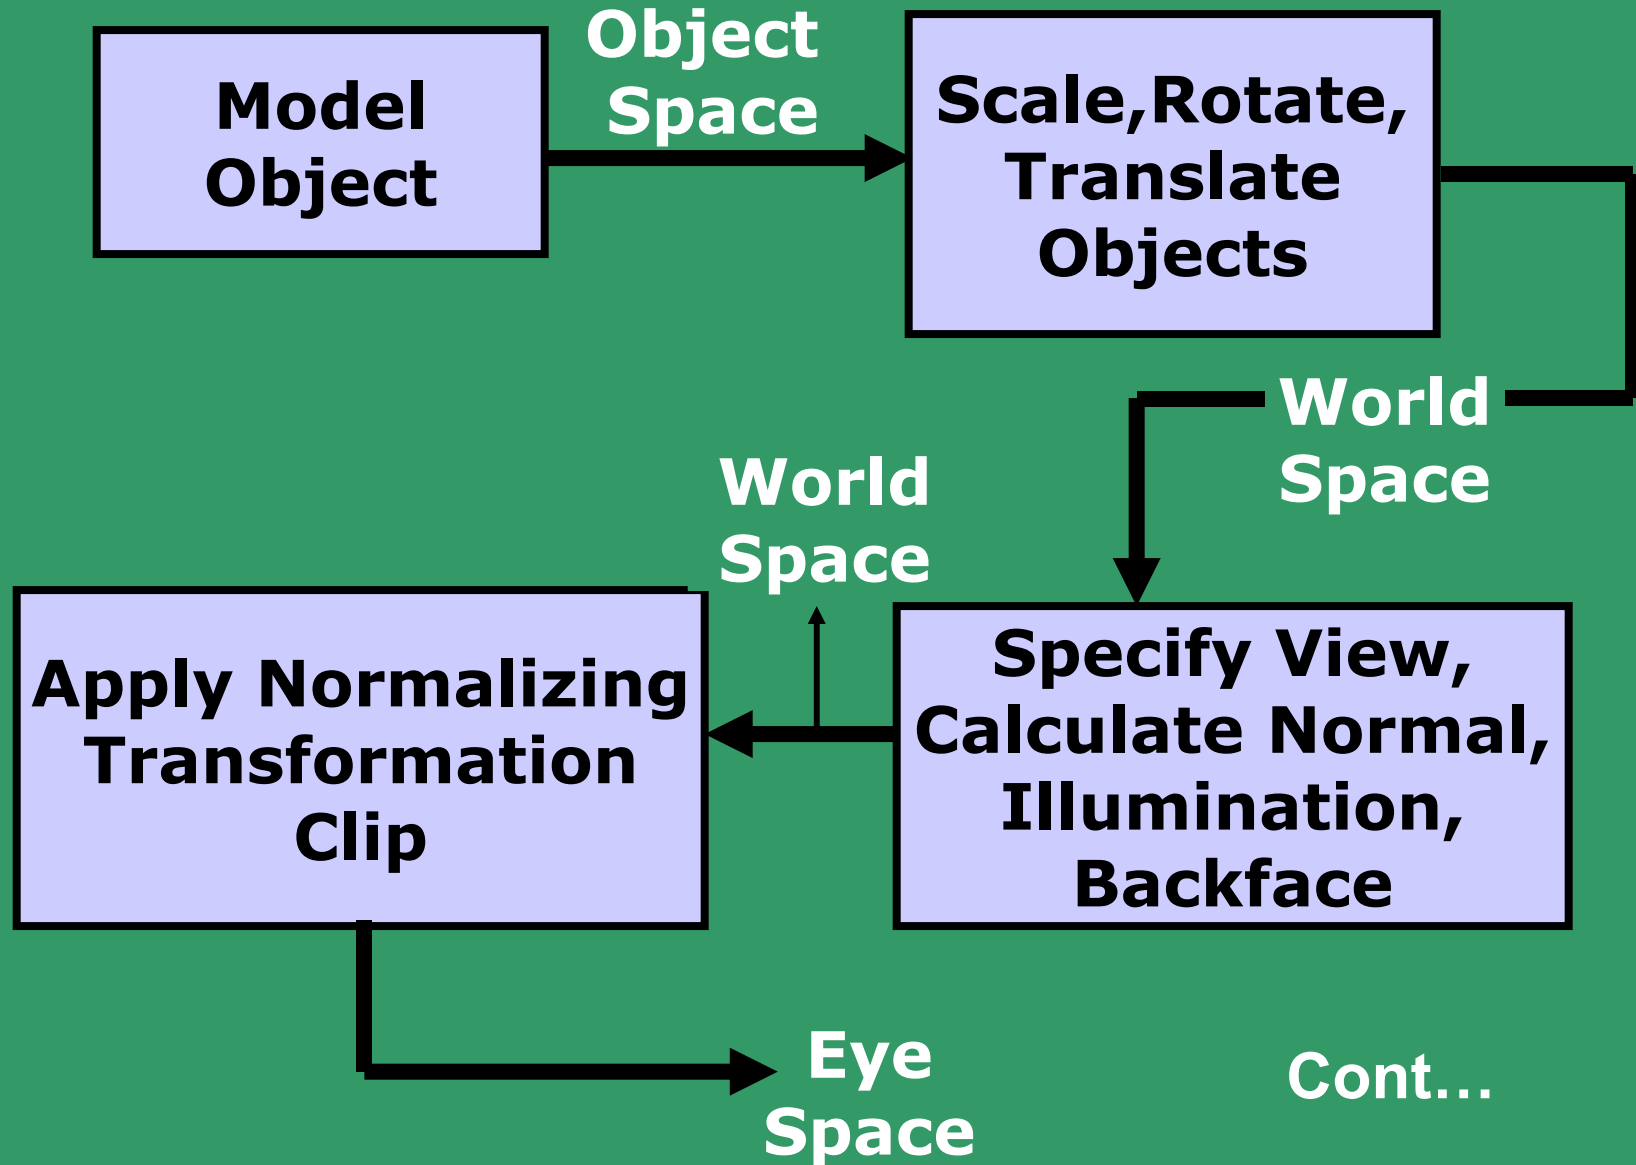 Model
Object
Object
Space
Scale,Rotate,
Translate
Objects
World
Space
World
Space
Specify View,
Calculate Normal,
Illumination,
Backface
Apply Normalizing
Transformation
Clip
Eye
Space
Cont...